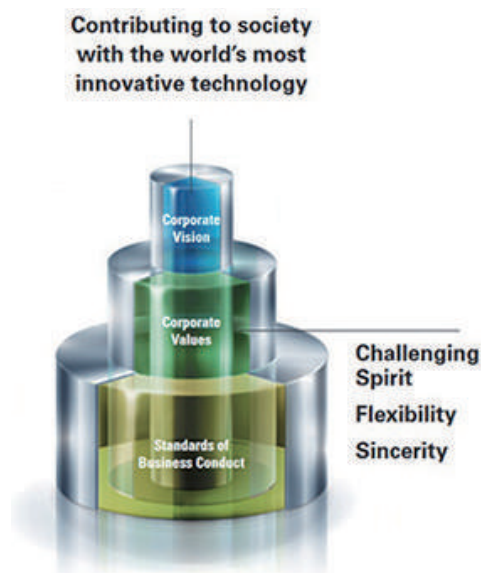 Contributing to society
with the world's most
innovative technology
Corporate
Vision
Corporate
Values
Challenging
Spirit
Flexibility
Sincerity
Standards of
Business Conduct